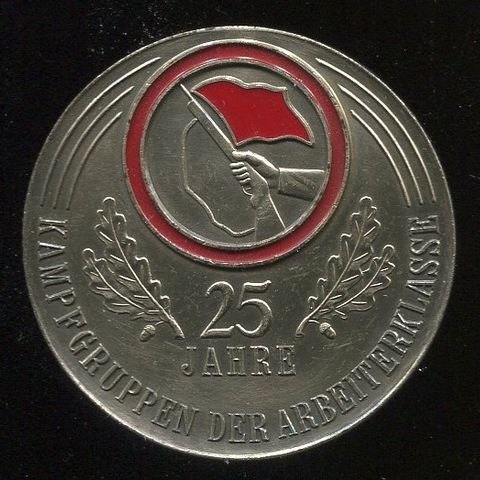 25
JAHRE
KAMPFGRUPPEN DER ARBEITERKLASSE